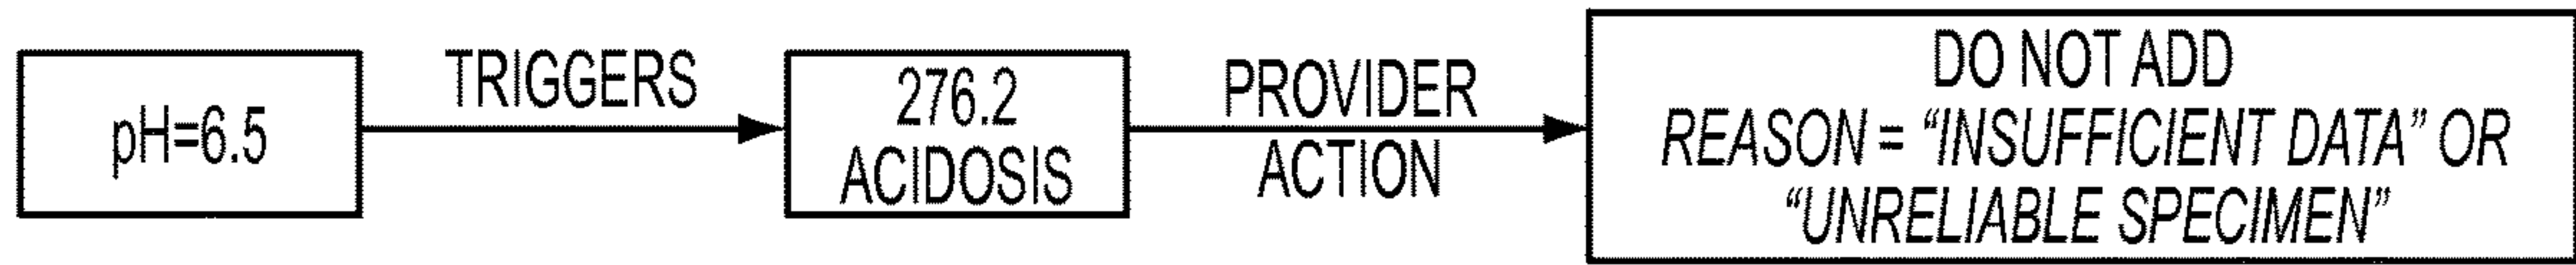 pH=6.5
TRIGGERS
276.2
ACIDOSIS
PROVIDER
ACTION
DO NOT ADD
REASON = “INSUFFICIENT DATA” OR
“UNRELIABLE SPECIMEN”